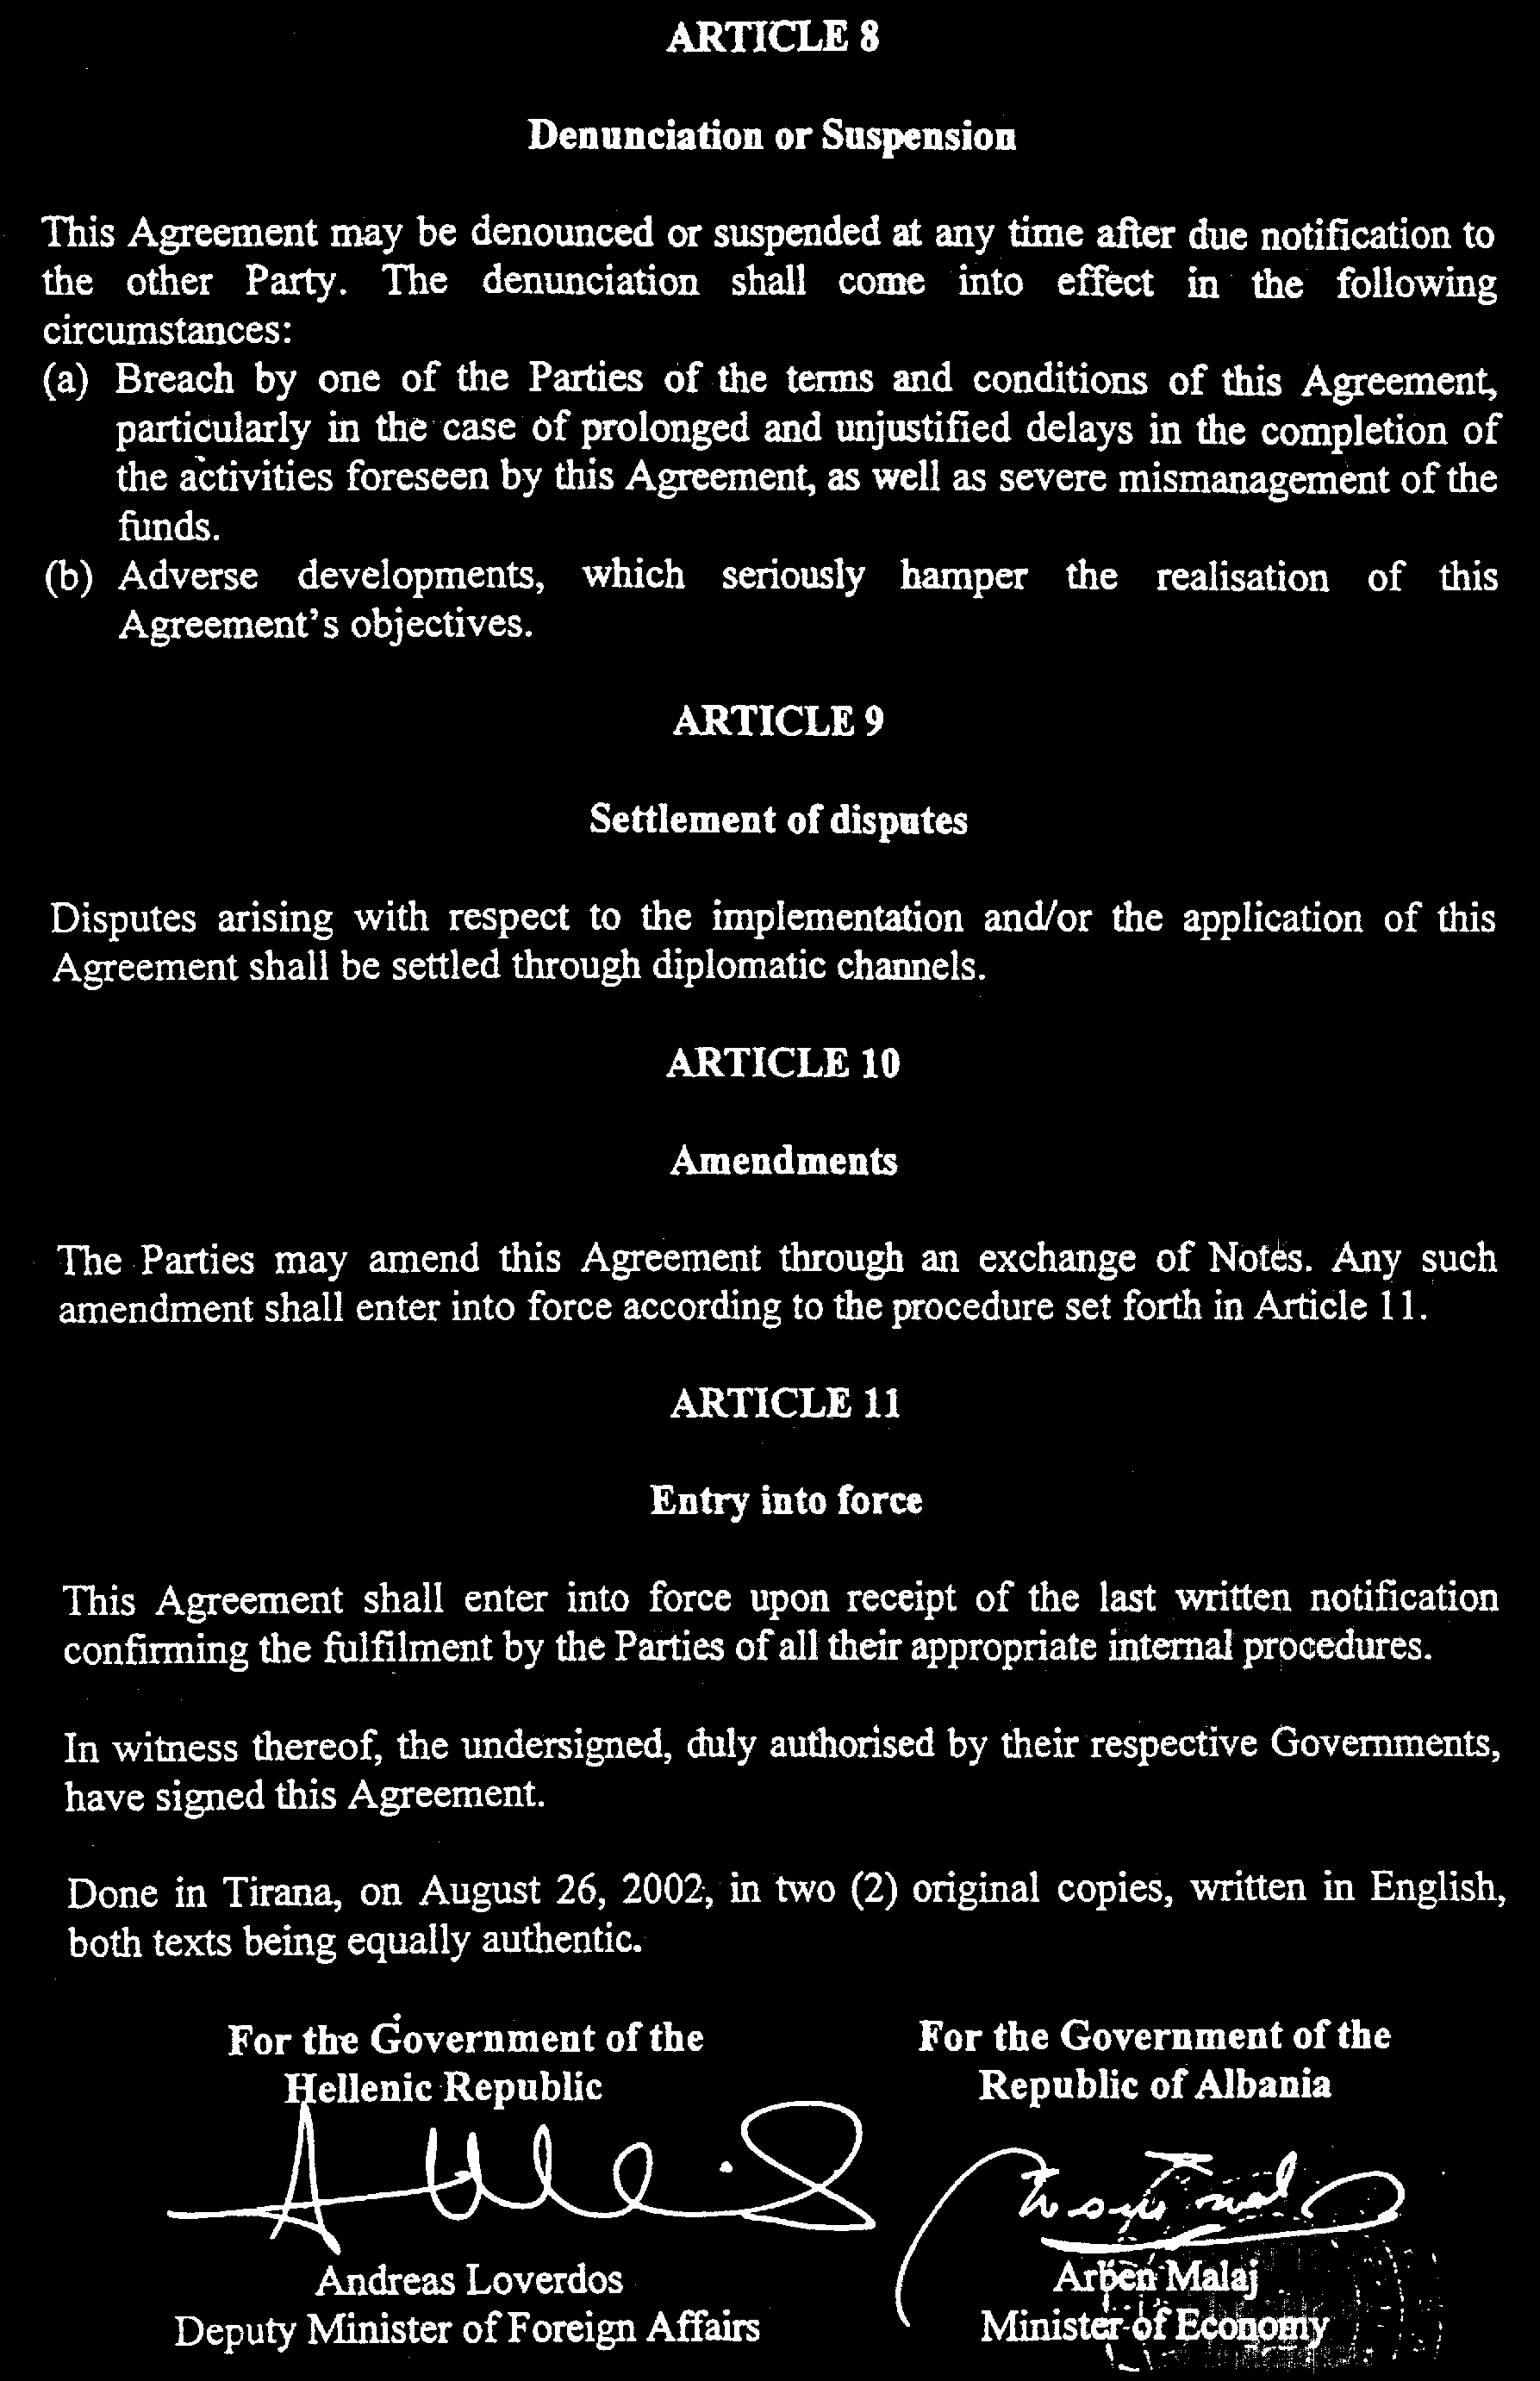 ARTICLE 8
Denunciation or Suspension
This Agreement may be denounced or suspended at any time after due notification to
the other Party. The denunciation shall come into effect in the following
circumstances:
(a) Breach by one of the Parties of the terms and conditions of this Agreement,
particularly in the case of prolonged and unjustified delays in the completion of
the activities foreseen by this Agreement, as well as severe mismanagement of the
funds.
(b) Adverse developments, which seriously hamper the realisation of this
Agreement's objectives.
ARTICLE 9
Settlement of disputes
Disputes arising with respect to the implementation and/or the application of this
Agreement shall be settled through diplomatic channels.
ARTICLE 10
Amendments
The Parties may amend this Agreement through an exchange of Notes. Any such
amendment shall enter into force according to the procedure set forth in Article 11.
ARTICLE 11
Entry into force
This Agreement shall enter into force upon receipt of the last written notification
confirming the fulfilment by the Parties of all their appropriate internal procedures.
In witness thereof, the undersigned, duly authorised by their respective Governments,
have signed this Agreement.
Done in Tirana, on August 26, 2002, in two (2) original copies, written in English,
both texts being equally authentic.
For the Government of the
Hellenic Republic
Andreas Loverdos
Deputy Minister of Foreign Affairs
For the Government of the
Republic of Albania
Arben Malaj
Minister of Economy